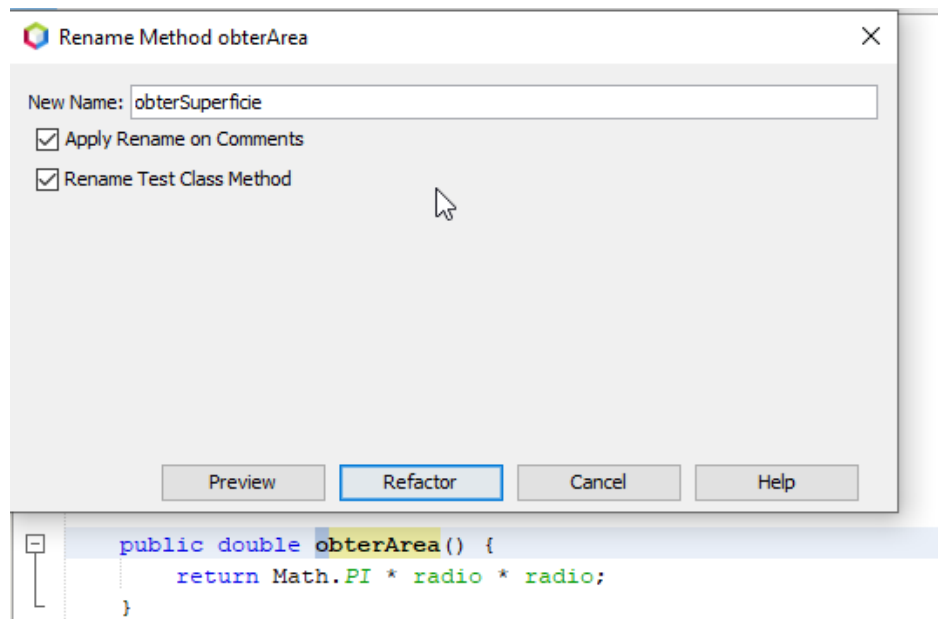 Rename Method obterArea
New Name: obterSuperficie
Apply Rename on Comments
Rename Test Class Method
Preview Refactor Cancel Help
public double obterArea() {
return Math.PI * radio * radio;
}